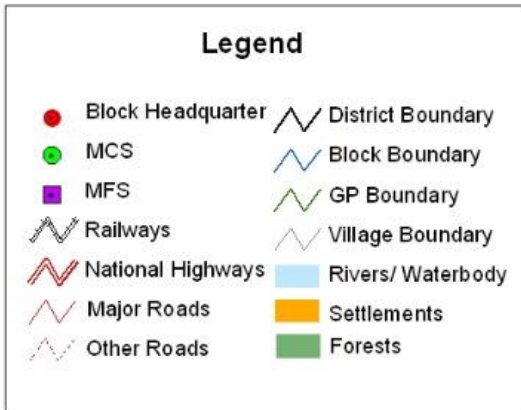 Legend
Block Headquarter
MCS
MFS
Railways
National Highways
Major Roads
Other Roads
District Boundary
Block Boundary
GP Boundary
Village Boundary
Rivers/ Waterbody
Settlements
Forests